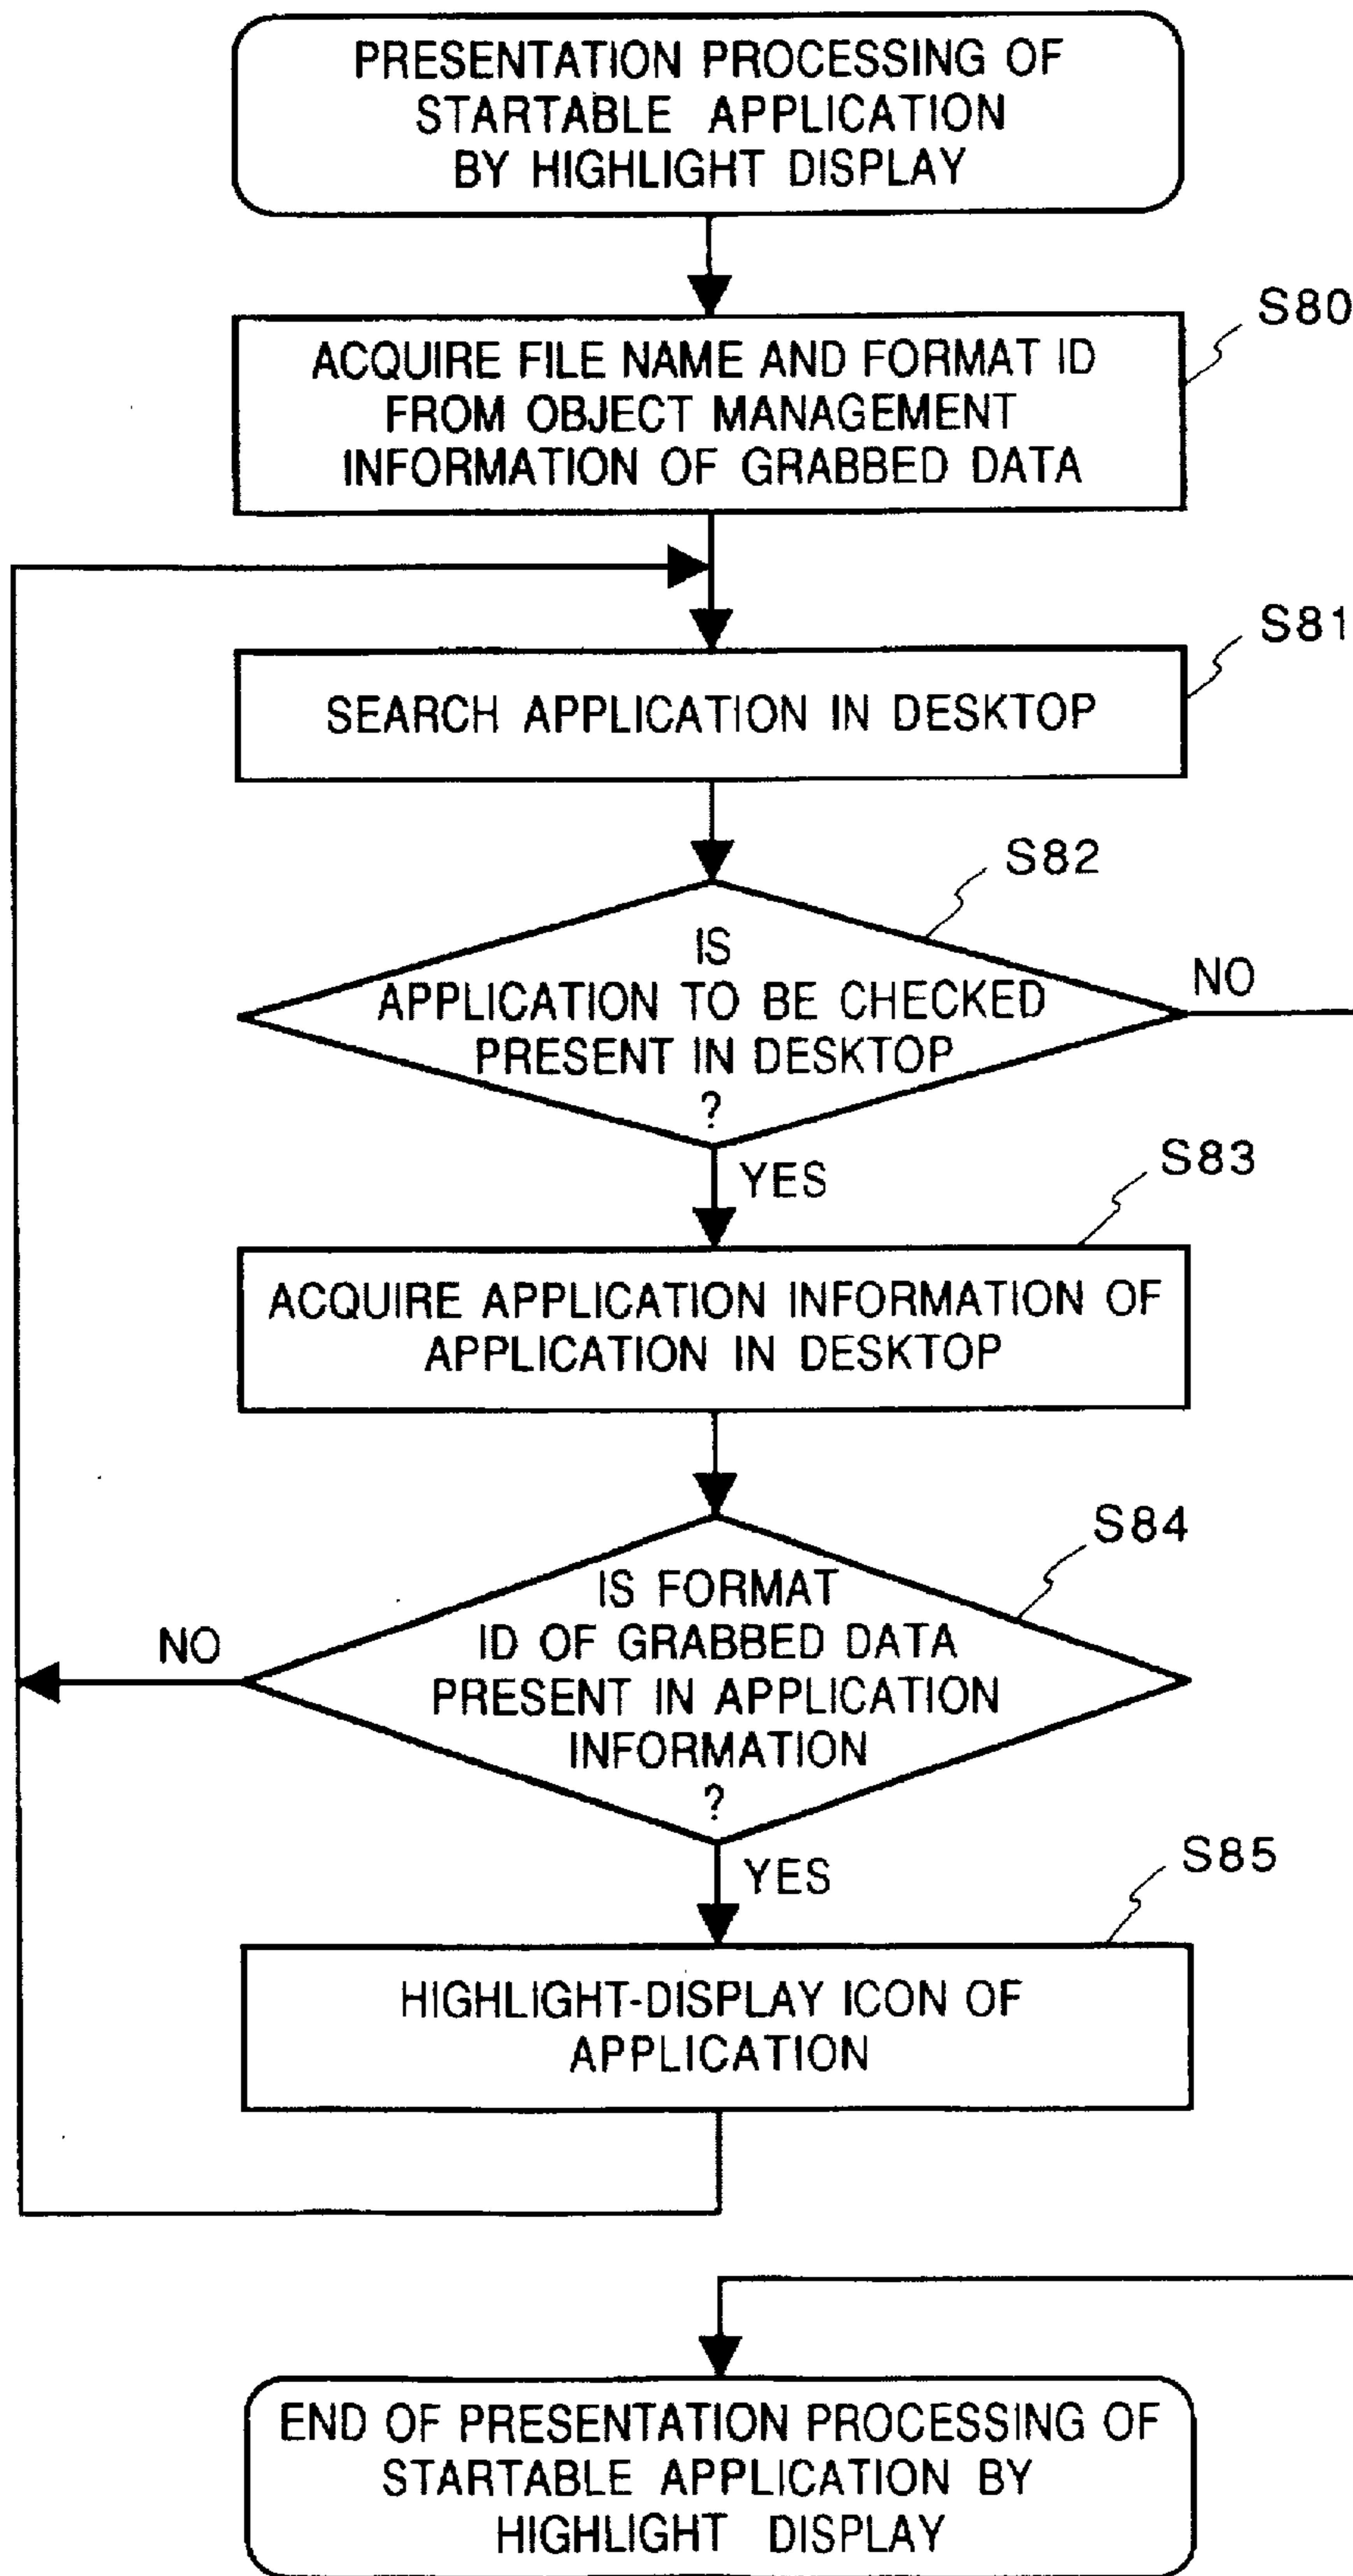 PRESENTATION PROCESSING OF
STARTABLE APPLICATION
BY HIGHLIGHT DISPLAY
S80
ACQUIRE FILE NAME AND FORMAT ID
FROM OBJECT MANAGEMENT
INFORMATION OF GRABBED DATA
S81
SEARCH APPLICATION IN DESKTOP
S82
IS
APPLICATION TO BE CHECKED
PRESENT IN DESKTOP
?
NO
YES
S83
ACQUIRE APPLICATION INFORMATION OF
APPLICATION IN DESKTOP
S84
IS FORMAT
ID OF GRABBED DATA
PRESENT IN APPLICATION
INFORMATION
?
NO
YES
S85
HIGHLIGHT-DISPLAY ICON OF
APPLICATION
END OF PRESENTATION PROCESSING OF
STARTABLE APPLICATION BY
HIGHLIGHT DISPLAY